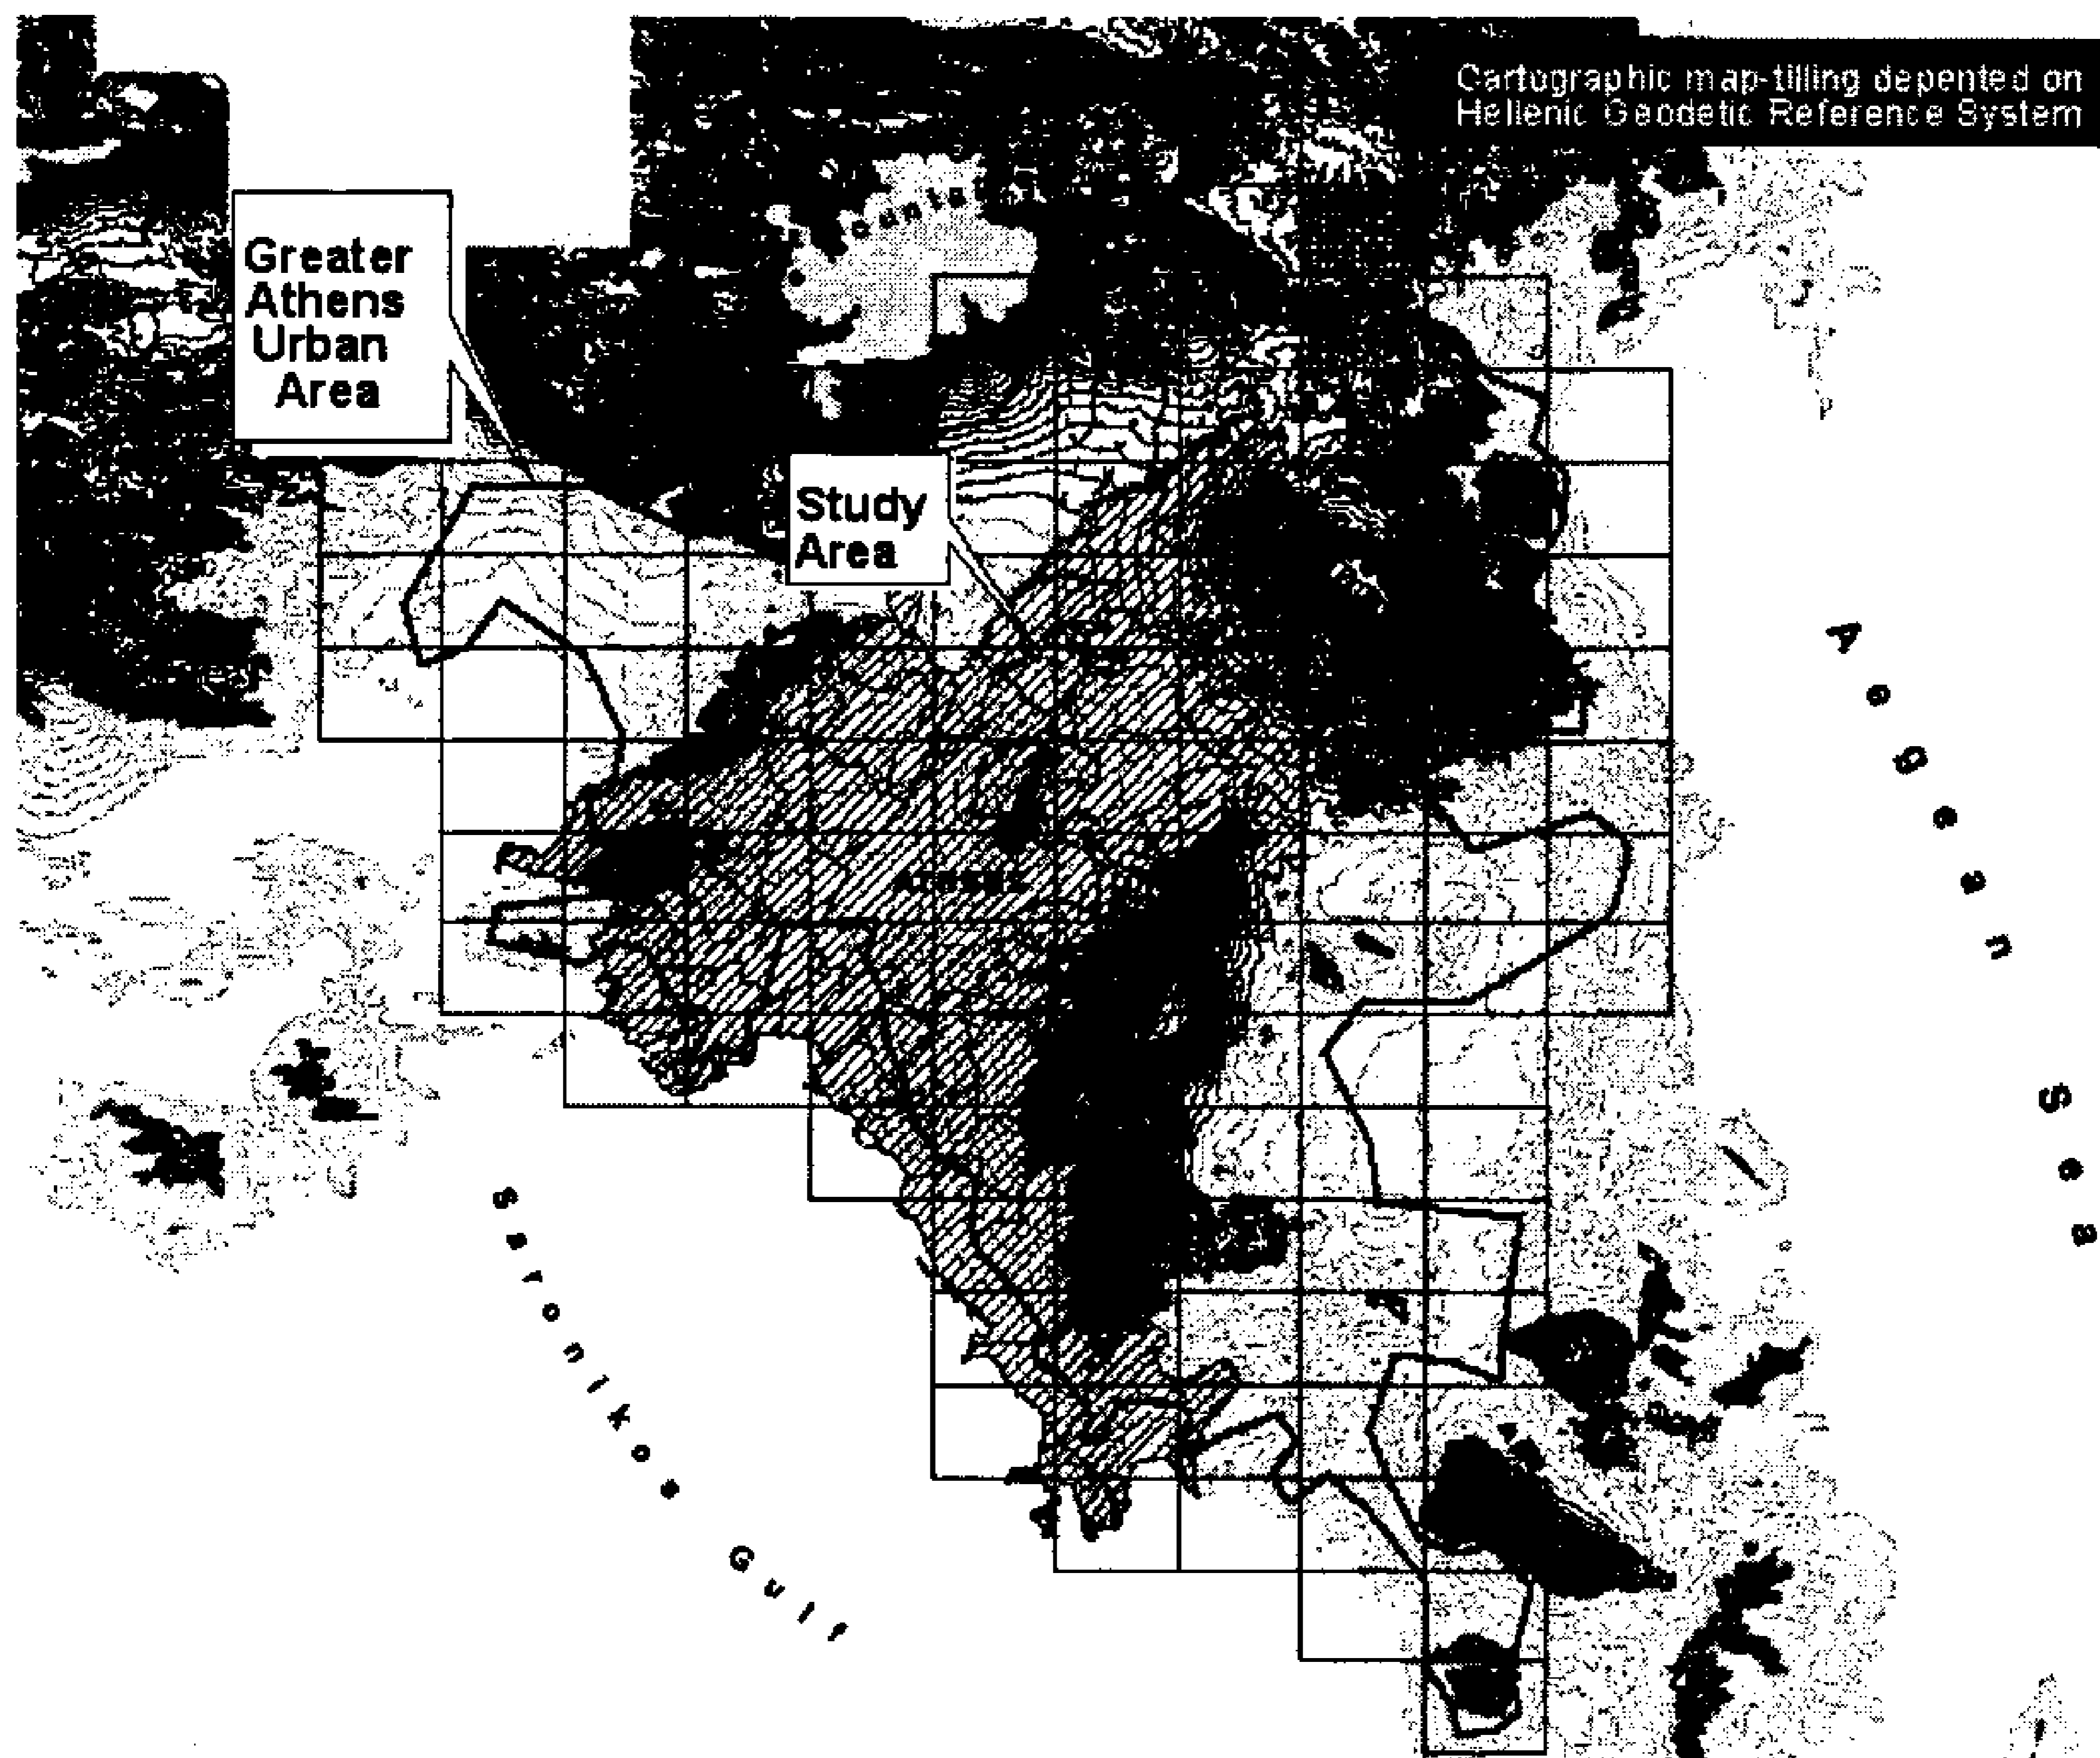 Cartographic map-tilling depented on
Hellenic Geodetic Reference System
Greater
Athens
Urban
Area
Study
Area
Aegean Sea
Saronikos Gulf